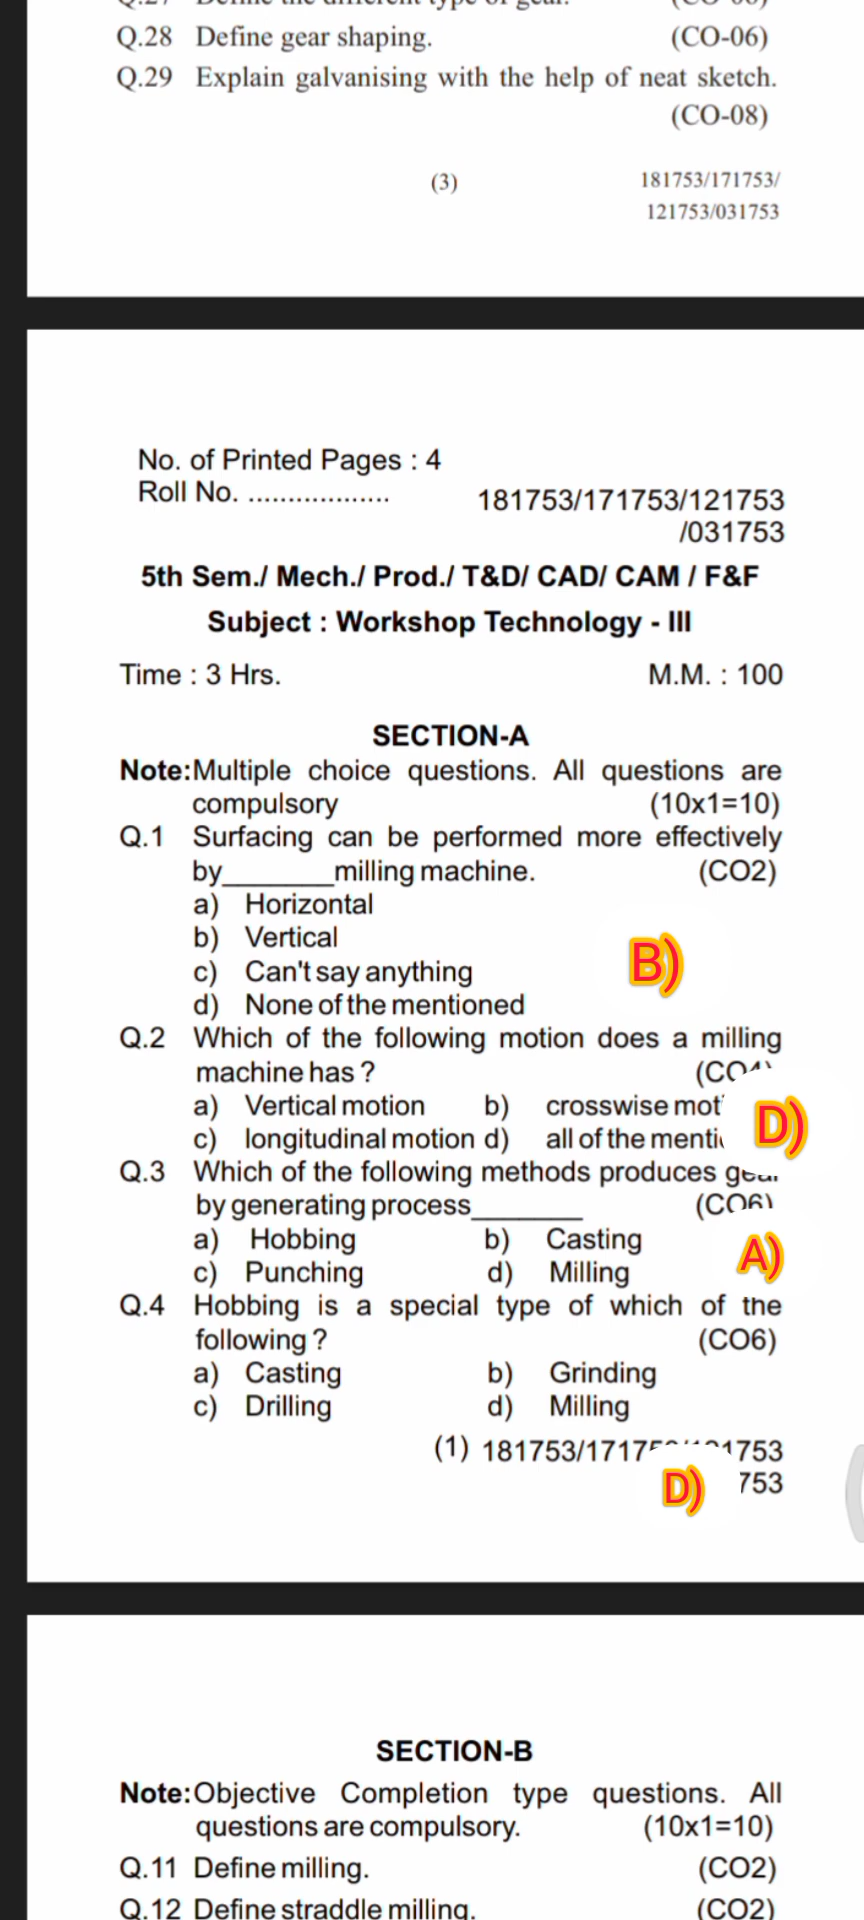 Q.28 Define gear shaping. (CO-06)
Q.29 Explain galvanising with the help of neat sketch.
(CO-08)
(3) 181753/171753/
121753/031753
No. of Printed Pages : 4
Roll No. ..................
181753/171753/121753
/031753
5th Sem./ Mech./ Prod./ T&D/ CAD/ CAM / F&F
Subject : Workshop Technology - III
Time : 3 Hrs. M.M. : 100
SECTION-A
Note:Multiple choice questions. All questions are
compulsory (10x1=10)
Q.1 Surfacing can be performed more effectively
by_______milling machine. (CO2)
a) Horizontal
b) Vertical
B)
c) Can't say anything
d) None of the mentioned
Q.2 Which of the following motion does a milling
machine has ?
a) Vertical motion b) crosswise
D)
c) longitudinal motion d) all of the
Q.3 Which of the following methods produces
by generating process_______
a) Hobbing b) Casting
A)
c) Punching d) Milling
Q.4 Hobbing is a special type of which of the
following ? (CO6)
a) Casting b) Grinding
c) Drilling d) Milling
(1)
D)
SECTION-B
Note:Objective Completion type questions. All
questions are compulsory. (10x1=10)
Q.11 Define milling. (CO2)
Q.12 Define straddle milling. (CO2)